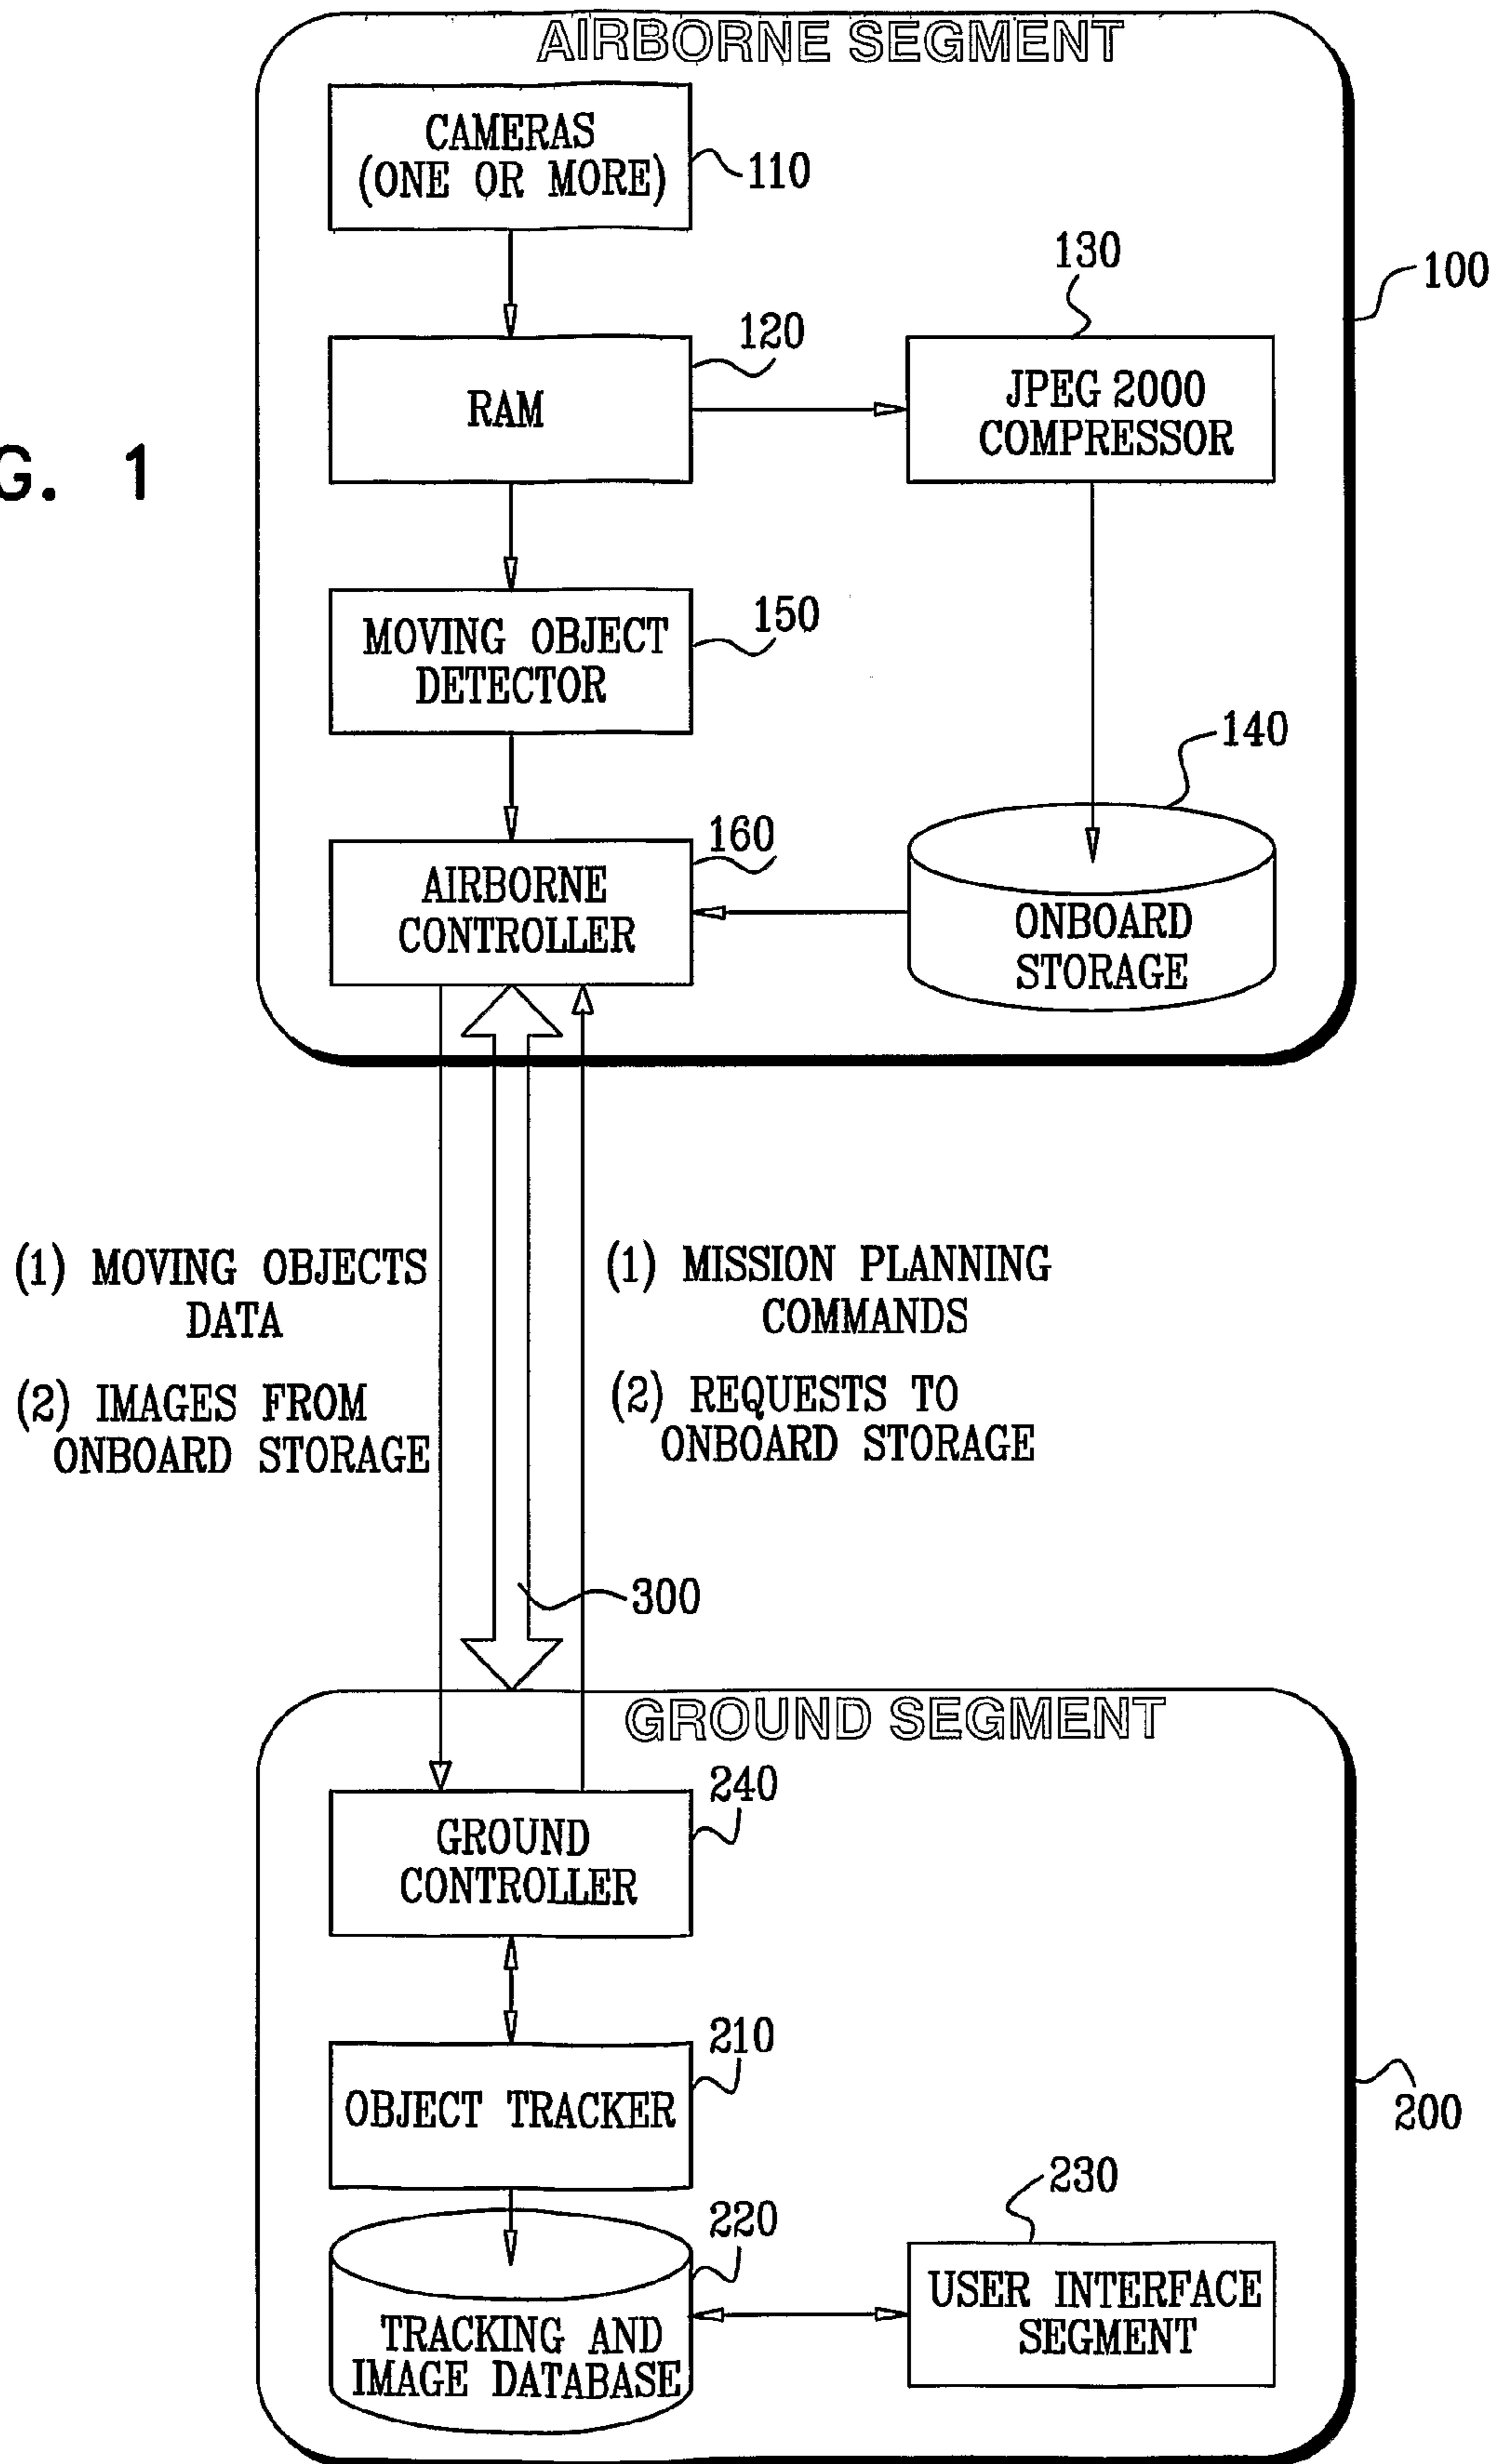 AIRBORNE SEGMENT
CAMERAS
(ONE OR MORE)
110
130
100
120
RAM
JPEG 2000
COMPRESSOR
G. 1
150
MOVING OBJECT
DETECTOR
140
160
AIRBORNE
CONTROLLER
ONBOARD
STORAGE
(1) MOVING OBJECTS
DATA
(2) IMAGES FROM
ONBOARD STORAGE
(1) MISSION PLANNING
COMMANDS
(2) REQUESTS TO
ONBOARD STORAGE
300
GROUND SEGMENT
240
GROUND
CONTROLLER
210
OBJECT TRACKER
200
230
220
USER INTERFACE
SEGMENT
TRACKING AND
IMAGE DATABASE